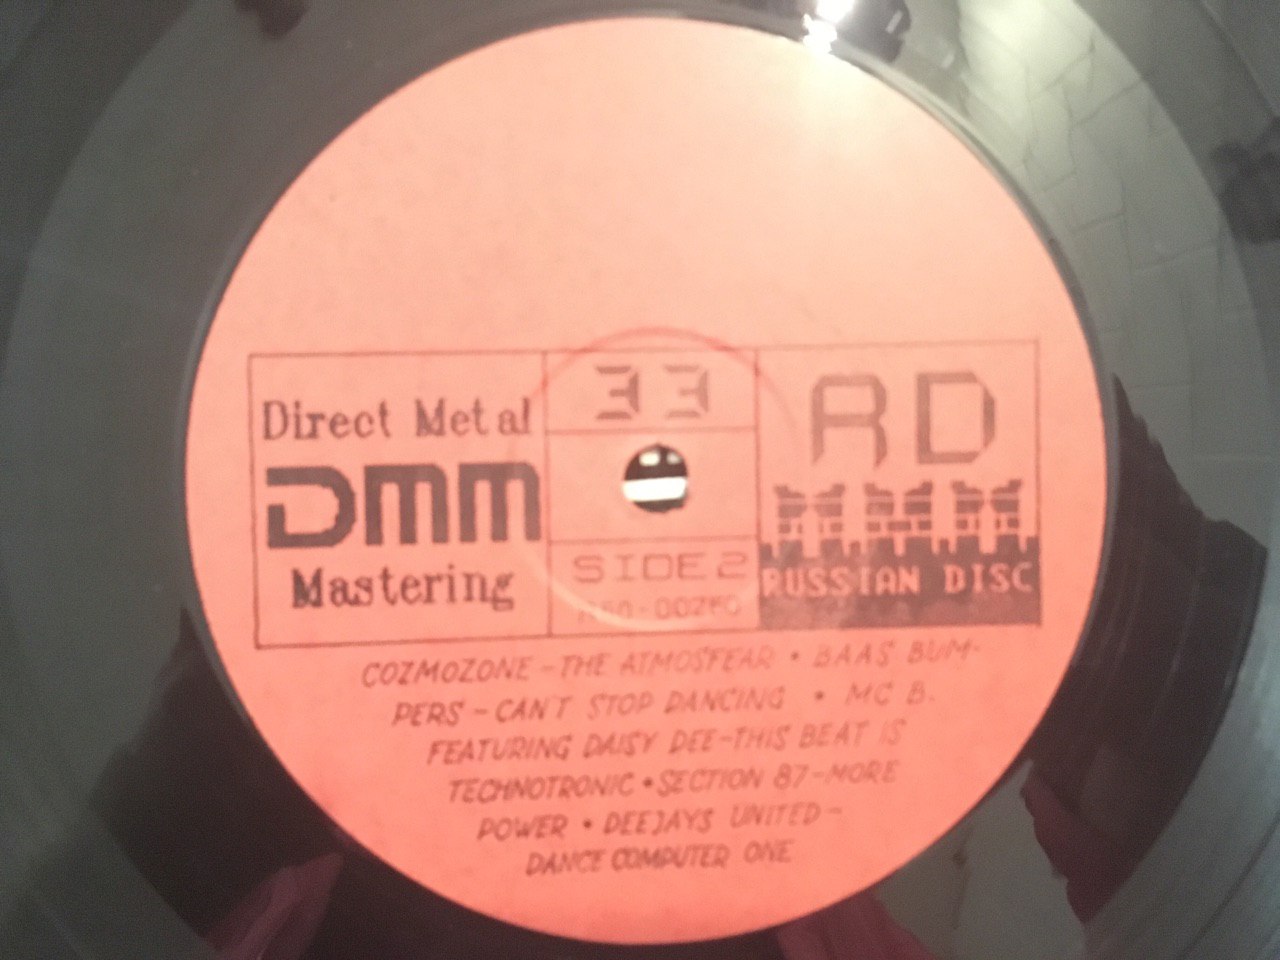 Direct Metal
DMM
Mastering
33
SIDE 2
RD
RUSSIAN DISC
COZMOZONE - THE ATMOSFEAR • BAAS BUM-
PERS - CAN'T STOP DANCING • MC B.
FEATURING DAISY DEE - THIS BEAT IS
TECHNOTRONIC • SECTION 87 - MORE
POWER • DEEJAYS UNITED -
DANCE COMPUTER ONE